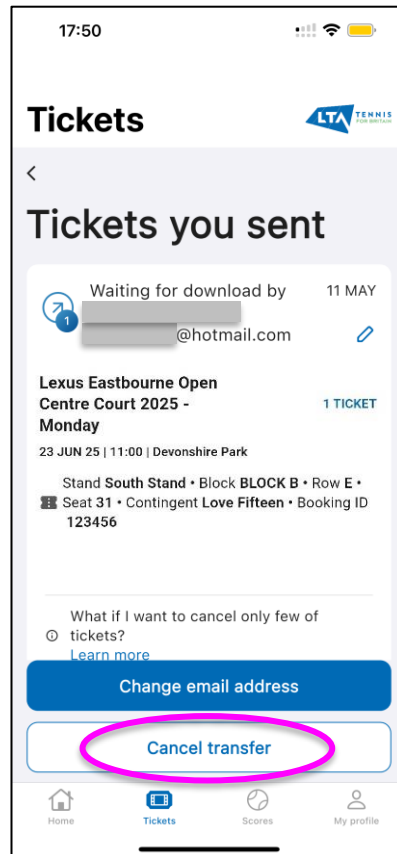 17:50
Tickets
LTA TENNIS
FOR BRITAIN
Tickets you sent
Waiting for download by
11 MAY
1
@hotmail.com
Lexus Eastbourne Open
Centre Court 2025 -
Monday
1 TICKET
23 JUN 25 | 11:00 | Devonshire Park
Stand South Stand • Block BLOCK B • Row E •
Seat 31 • Contingent Love Fifteen • Booking ID
123456
What if I want to cancel only few of
tickets?
Learn more
Change email address
Cancel transfer
Home
Tickets
Scores
My profile